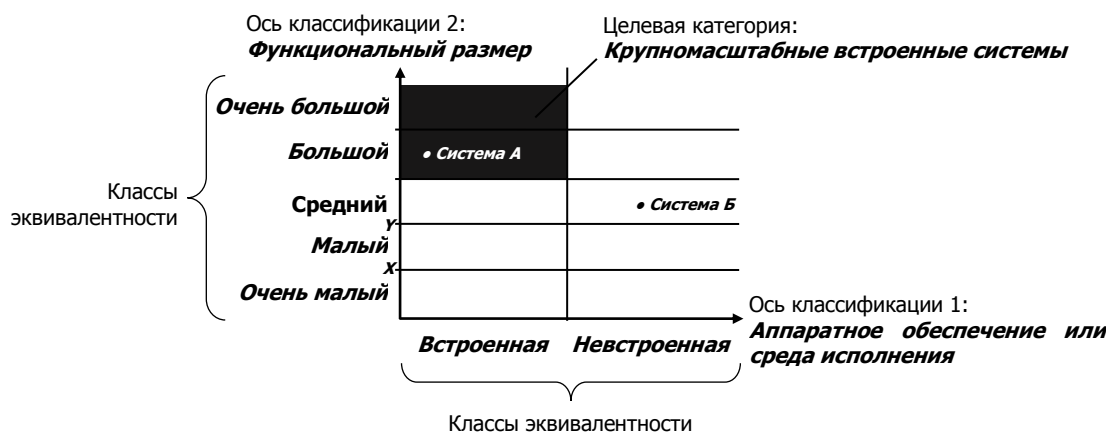 Ось классификации 2:
Функциональный размер
Целевая категория:
Крупномасштабные встроенные системы
Очень большой
Большой
• Система А
Классы
эквивалентности
Средний
• Система Б
Y
Малый
X
Очень малый
Ось классификации 1:
Аппаратное обеспечение или
среда исполнения
Встроенная
Невстроенная
Классы эквивалентности